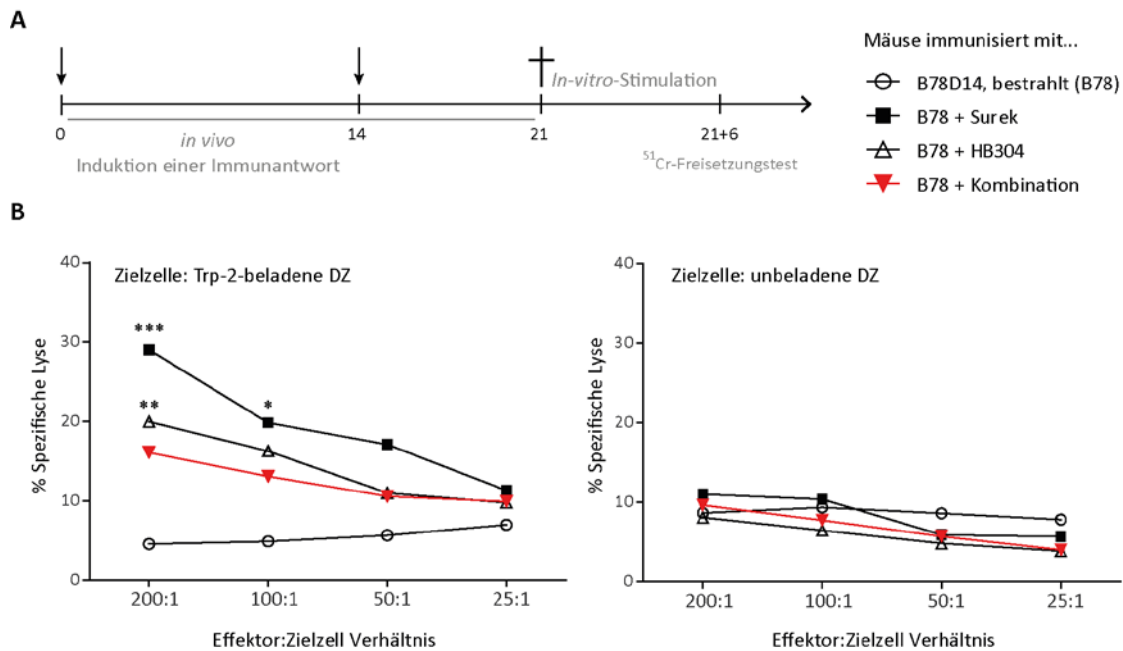 A
In-vitro-Stimulation
0
14
21
21+6
in vivo
Induktion einer Immunantwort
51Cr-Freisetzungstest
Mäuse immunisiert mit...
B78D14, bestrahlt (B78)
B78 + Surek
B78 + HB304
B78 + Kombination
B
Zielzelle: Trp-2-beladene DZ
% Spezifische Lyse
40
30
20
10
0
***
**
*
200:1
100:1
50:1
25:1
Effektor:Zielzell Verhältnis
Zielzelle: unbeladene DZ
% Spezifische Lyse
40
30
20
10
0
200:1
100:1
50:1
25:1
Effektor:Zielzell Verhältnis